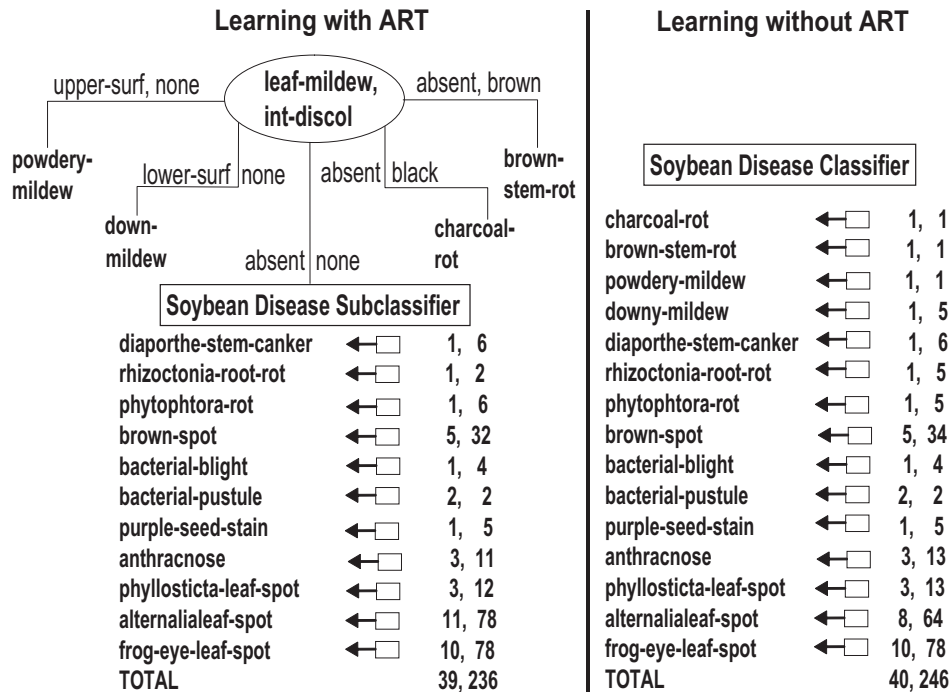 Learning with ART
upper-surf, none
leaf-mildew,
int-discol
absent, brown
powdery-
mildew
lower-surf none
absent black
brown-
stem-rot
down-
mildew
charcoal-
rot
absent none
Soybean Disease Subclassifier
diaporthe-stem-canker 1, 6
rhizoctonia-root-rot 1, 2
phytophtora-rot 1, 6
brown-spot 5, 32
bacterial-blight 1, 4
bacterial-pustule 2, 2
purple-seed-stain 1, 5
anthracnose 3, 11
phyllosticta-leaf-spot 3, 12
alternalialeaf-spot 11, 78
frog-eye-leaf-spot 10, 78
TOTAL 39, 236
Learning without ART
Soybean Disease Classifier
charcoal-rot 1, 1
brown-stem-rot 1, 1
powdery-mildew 1, 1
downy-mildew 1, 5
diaporthe-stem-canker 1, 6
rhizoctonia-root-rot 1, 5
phytophtora-rot 1, 5
brown-spot 5, 34
bacterial-blight 1, 4
bacterial-pustule 2, 2
purple-seed-stain 1, 5
anthracnose 3, 13
phyllosticta-leaf-spot 3, 13
alternalialeaf-spot 8, 64
frog-eye-leaf-spot 10, 78
TOTAL 40, 246